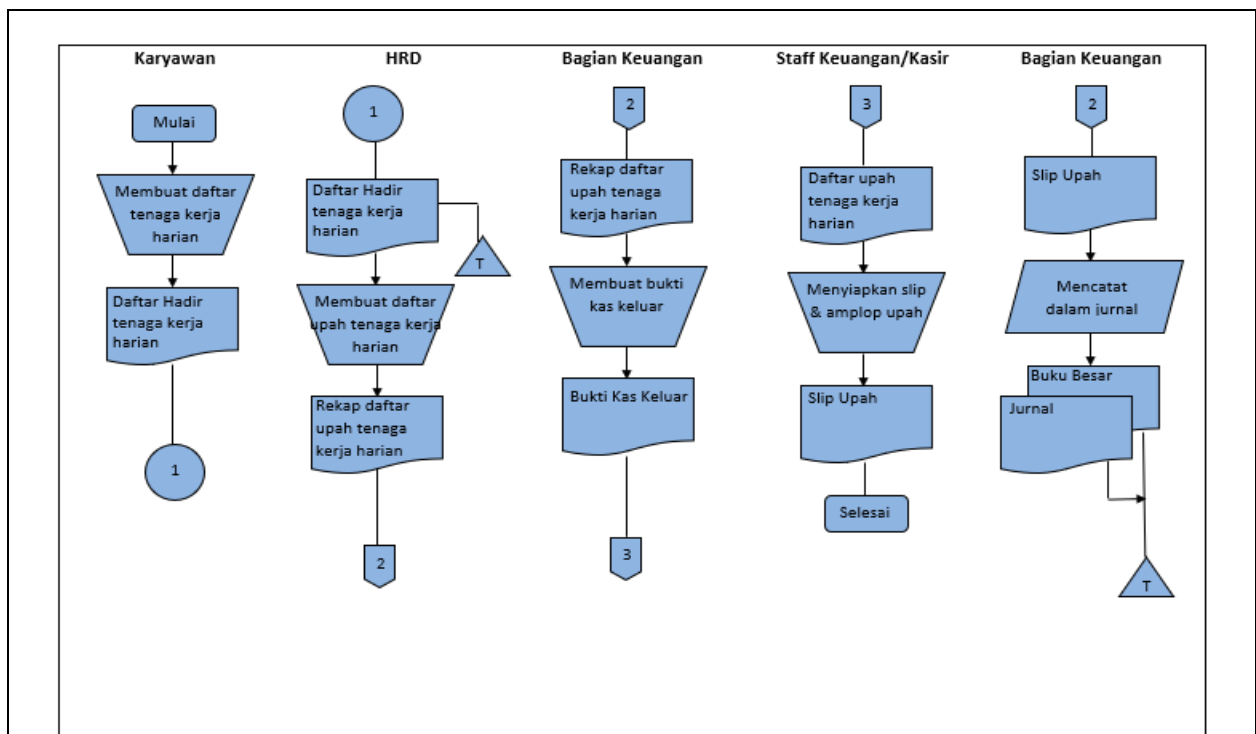 Karyawan
Mulai
Membuat daftar
tenaga kerja
harian
Daftar Hadir
tenaga kerja
harian
1
HRD
1
Daftar Hadir
tenaga kerja
harian
T
Membuat daftar
upah tenaga kerja
harian
Rekap daftar
upah tenaga
kerja harian
2
Bagian Keuangan
2
Rekap daftar
upah tenaga
kerja harian
Membuat bukti
kas keluar
Bukti Kas Keluar
3
Staff Keuangan/Kasir
3
Daftar upah
tenaga kerja
harian
Menyiapkan slip
& amplop upah
Slip Upah
Selesai
Bagian Keuangan
2
Slip Upah
Mencatat
dalam jurnal
Buku Besar
Jurnal
T